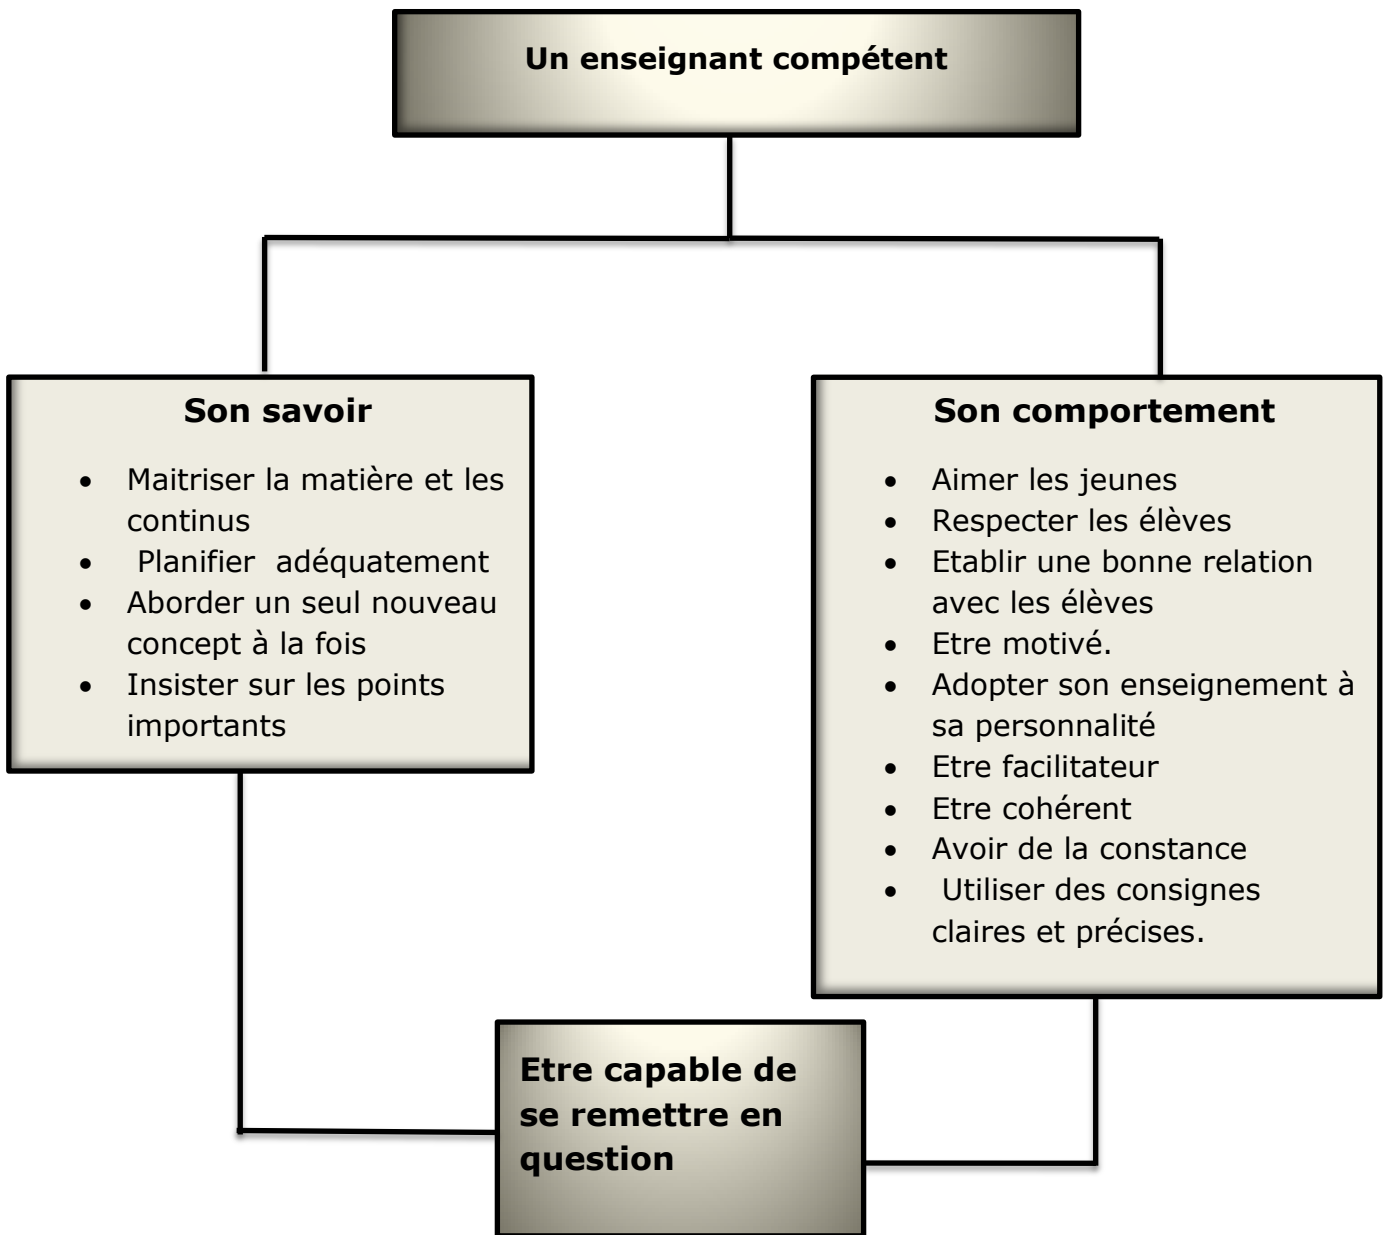 Un enseignant compétent
Son savoir
• Maitriser la matière et les
continus
• Planifier adéquatement
• Aborder un seul nouveau
concept à la fois
• Insister sur les points
importants
Son comportement
• Aimer les jeunes
• Respecter les élèves
• Etablir une bonne relation
avec les élèves
• Etre motivé.
• Adopter son enseignement à
sa personnalité
• Etre facilitateur
• Etre cohérent
• Avoir de la constance
• Utiliser des consignes
claires et précises.
Etre capable de
se remettre en
question